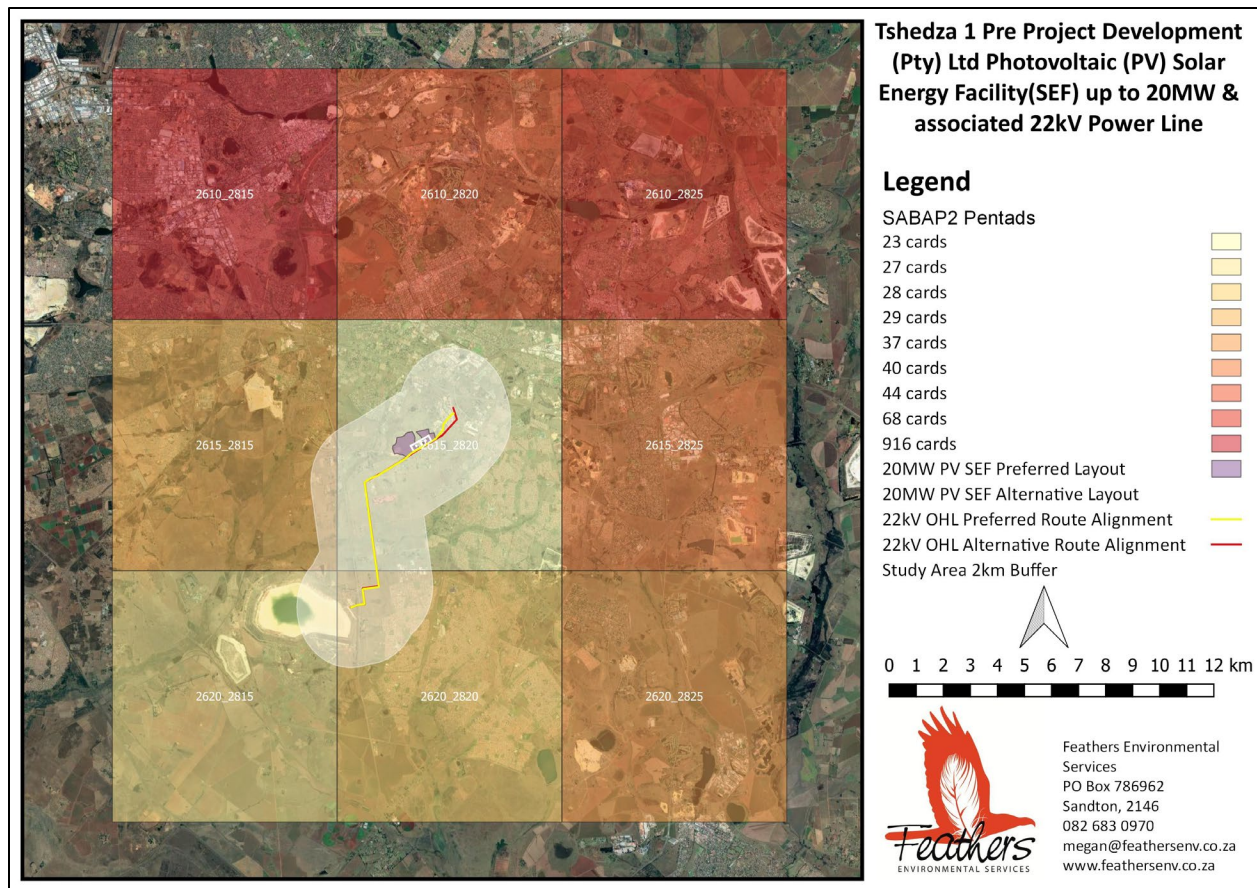 Tshedza 1 Pre Project Development
(Pty) Ltd Photovoltaic (PV) Solar
Energy Facility(SEF) up to 20MW &
associated 22kV Power Line
Legend
SABAP2 Pentads
23 cards
27 cards
28 cards
29 cards
37 cards
40 cards
44 cards
68 cards
916 cards
20MW PV SEF Preferred Layout
20MW PV SEF Alternative Layout
22kV OHL Preferred Route Alignment
22kV OHL Alternative Route Alignment
Study Area 2km Buffer
0 1 2 3 4 5 6 7 8 9 10 11 12 km
Feathers
ENVIRONMENTAL SERVICES
Feathers Environmental
Services
PO Box 786962
Sandton, 2146
082 683 0970
megan@feathersenv.co.za
www.feathersenv.co.za
2610_2815 2610_2820 2610_2825
2615_2815 2615_2820 2615_2825
2620_2815 2620_2820 2620_2825